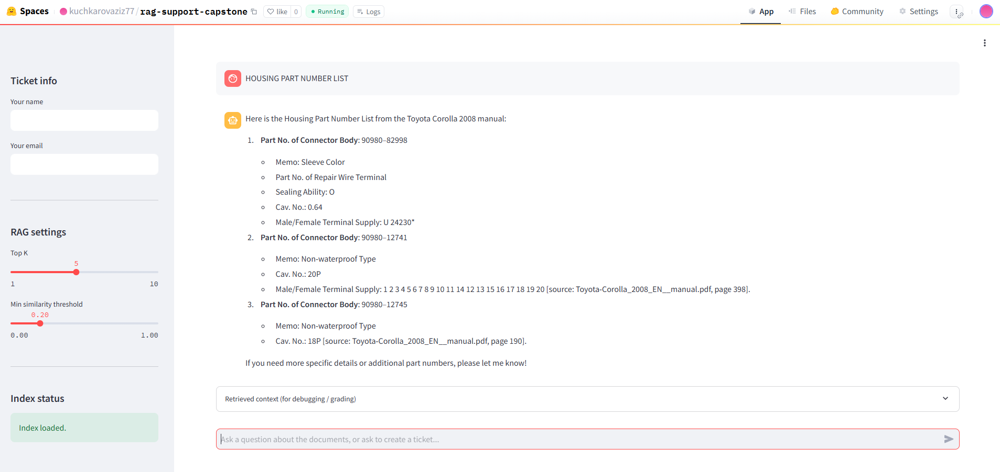 Spaces kuchkarovaziz77/rag-support-capstone like 0 Running Logs App Files Community Settings
Ticket info
Your name
Your email
RAG settings
Top K
5
1 10
Min similarity threshold
0.20
0.00 1.00
Index status
Index loaded.
HOUSING PART NUMBER LIST
Here is the Housing Part Number List from the Toyota Corolla 2008 manual:
1. Part No. of Connector Body: 90980–82998
Memo: Sleeve Color
Part No. of Repair Wire Terminal
Sealing Ability: O
Cav. No.: 0.64
Male/Female Terminal Supply: U 24230*
2. Part No. of Connector Body: 90980–12741
Memo: Non-waterproof Type
Cav. No.: 20P
Male/Female Terminal Supply: 1 2 3 4 5 6 7 8 9 10 11 14 12 13 15 16 17 18 19 20 [source: Toyota-Corolla_2008_EN__manual.pdf, page 398].
3. Part No. of Connector Body: 90980–12745
Memo: Non-waterproof Type
Cav. No.: 18P [source: Toyota-Corolla_2008_EN__manual.pdf, page 190].
If you need more specific details or additional part numbers, please let me know!
Retrieved context (for debugging / grading)
Ask a question about the documents, or ask to create a ticket...